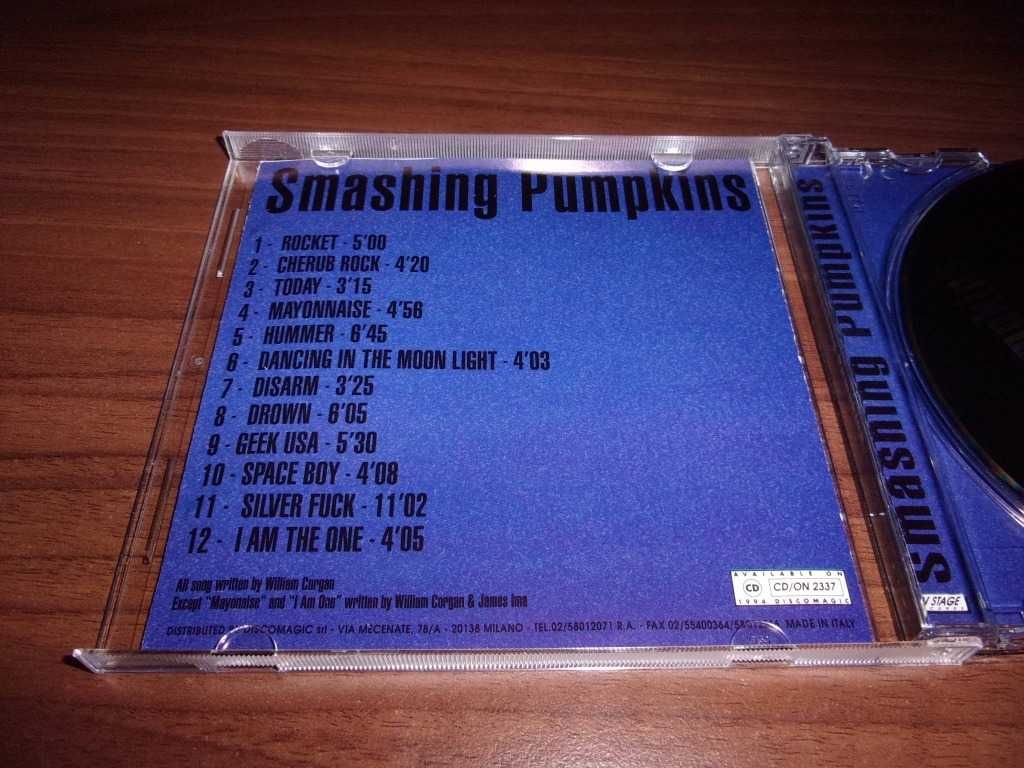 Smashing Pumpkins
1 - ROCKET - 5'00
2 - CHERUB ROCK - 4'20
3 - TODAY - 3'15
4 - MAYONNAISE - 4'56
5 - HUMMER - 6'45
6 - DANCING IN THE MOON LIGHT - 4'03
7 - DISARM - 3'25
8 - DROWN - 6'05
9 - GEEK USA - 5'30
10 - SPACE BOY - 4'08
11 - SILVER FUCK - 11'02
12 - I AM THE ONE - 4'05
All song written by William Corgan
Except "Mayonaise" and "I Am One" written by William Corgan & James Ima
AVAILABLE ON
CD CD/ON 2337
1994 DISCOMAGIC
DISTRIBUTED BY DISCOMAGIC srl - VIA MECENATE, 78/A - 20138 MILANO - TEL.02/58012071 R.A. - FAX 02/55400364 MADE IN ITALY
Smashing Pumpkins
STAGE